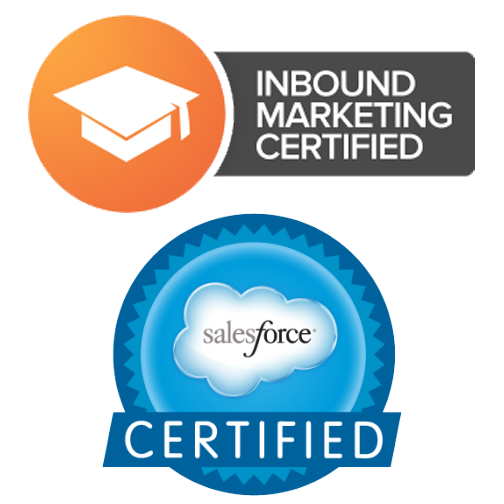 INBOUND
MARKETING
CERTIFIED
salesforce
CERTIFIED